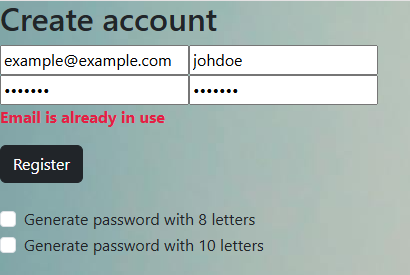 Create account
example@example.com johdoe
••••••• •••••••
Email is already in use
Register
Generate password with 8 letters
Generate password with 10 letters